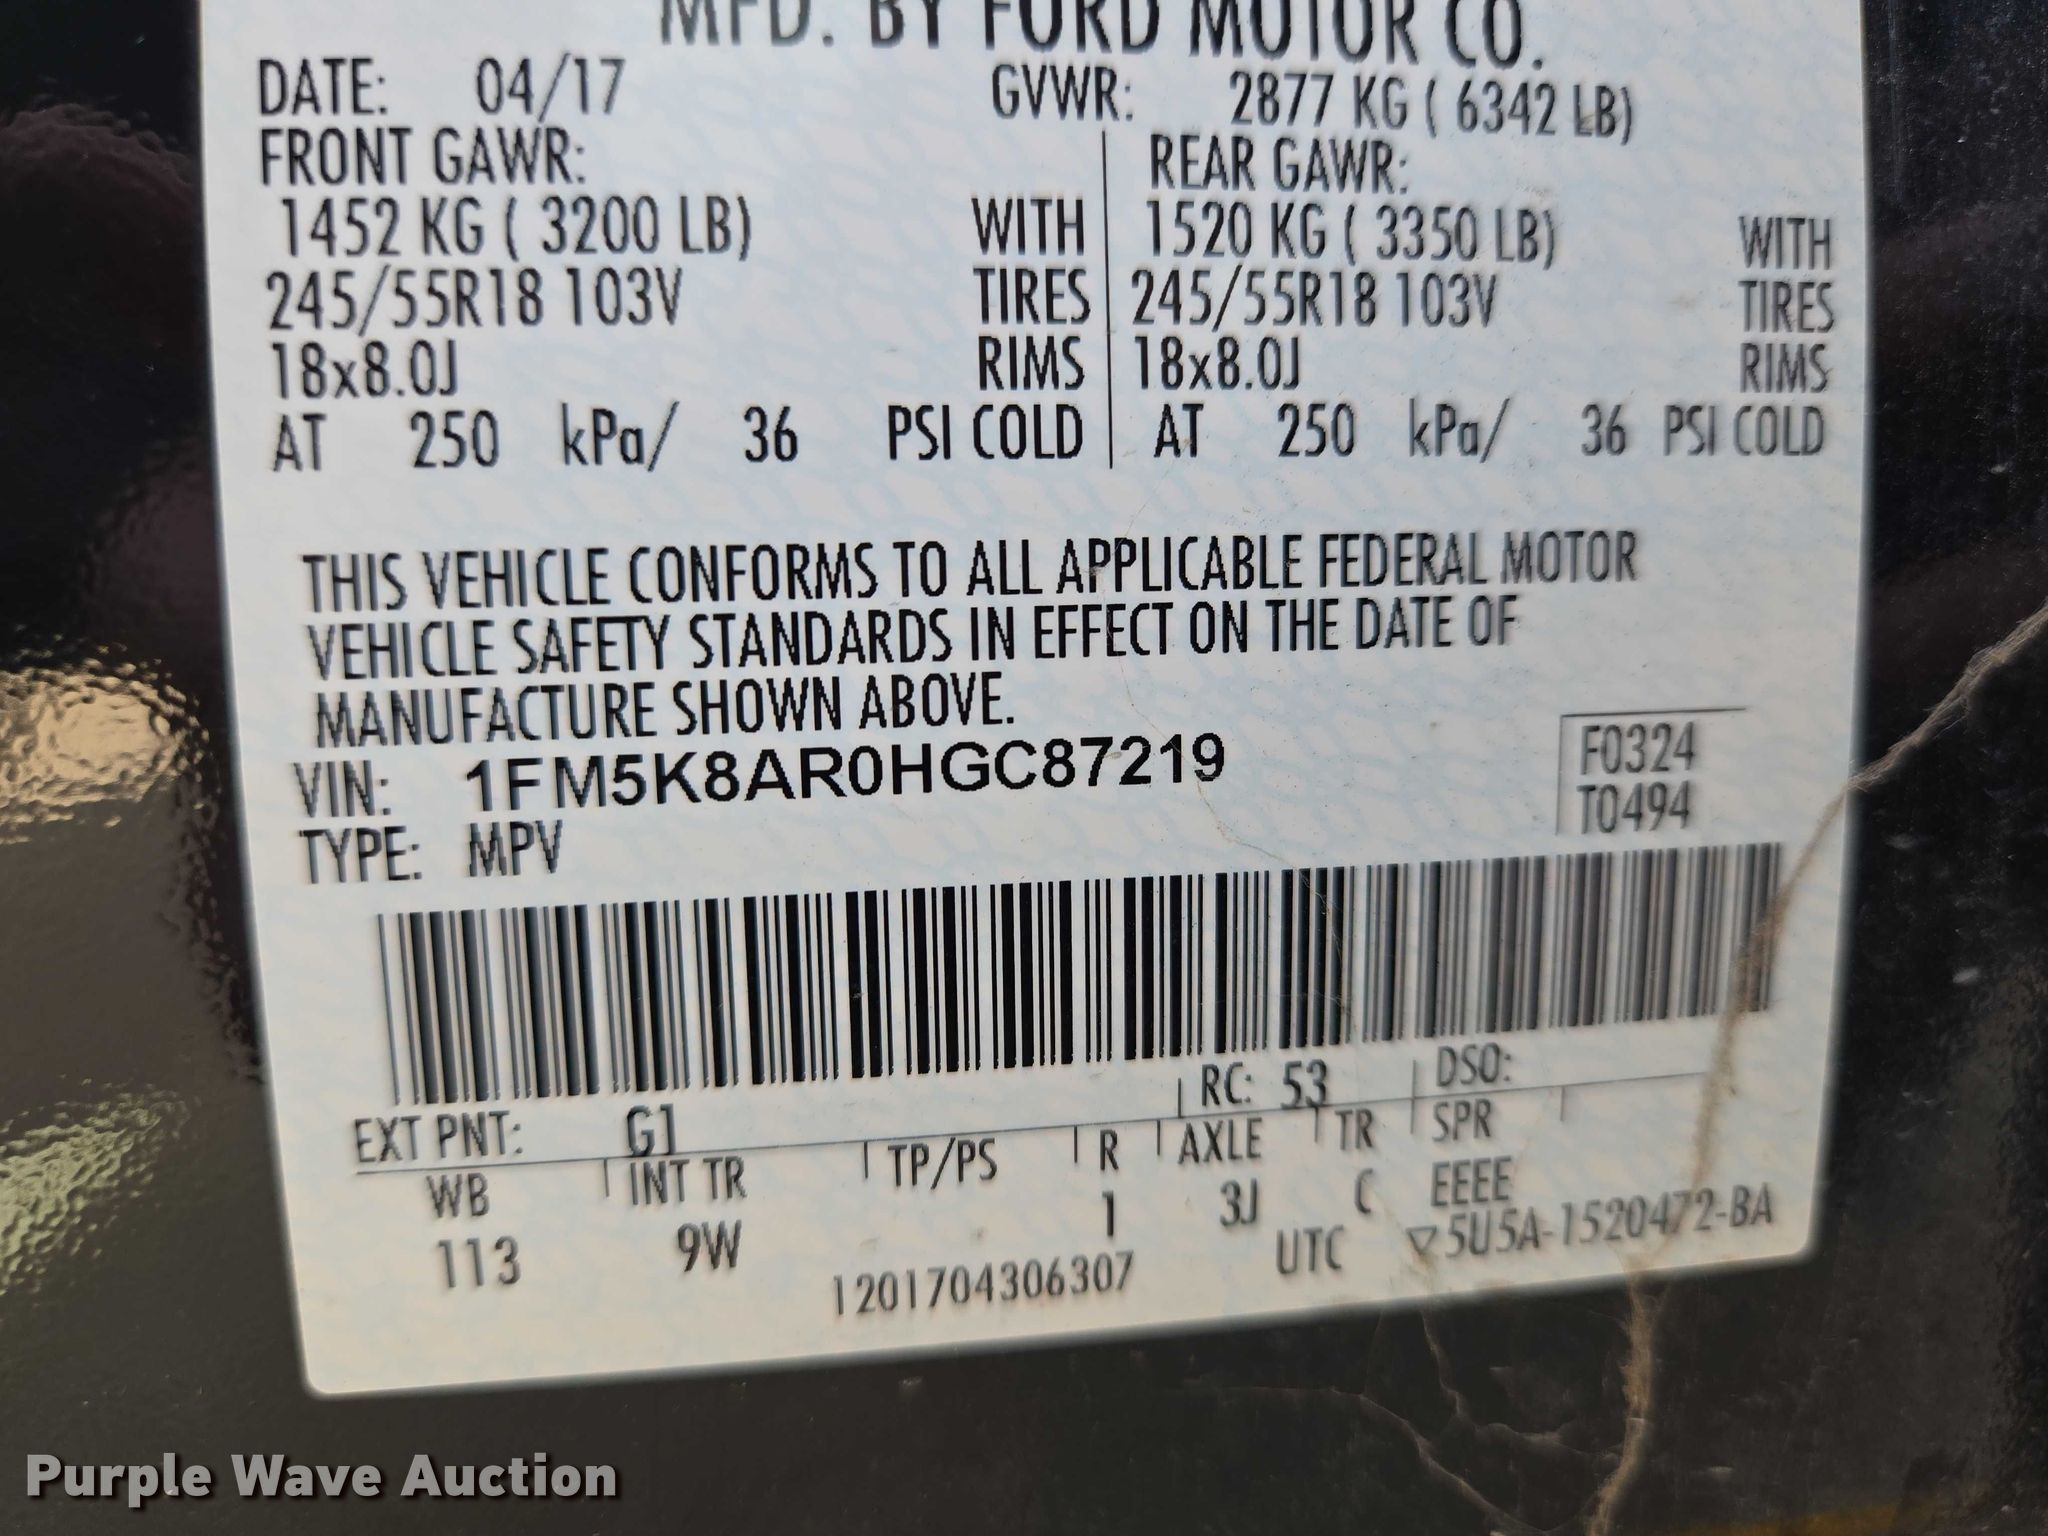 MFD. BY FORD MOTOR CO.
DATE: 04/17 GVWR: 2877 KG ( 6342 LB)
FRONT GAWR: REAR GAWR:
1452 KG ( 3200 LB) WITH 1520 KG ( 3350 LB) WITH
245/55R18 103V TIRES 245/55R18 103V TIRES
18x8.0J RIMS 18x8.0J RIMS
AT 250 kPa/ 36 PSI COLD AT 250 kPa/ 36 PSI COLD
THIS VEHICLE CONFORMS TO ALL APPLICABLE FEDERAL MOTOR
VEHICLE SAFETY STANDARDS IN EFFECT ON THE DATE OF
MANUFACTURE SHOWN ABOVE.
VIN: 1FM5K8AR0HGC87219
F0324
TYPE: MPV
T0494
RC: 53 DSO:
EXT PNT: G1
WB INT TR TP/PS R AXLE TR SPR
113 9W 1 3J C EEEE
1201704306307 UTC ▽5U5A-1520472-BA
Purple Wave Auction